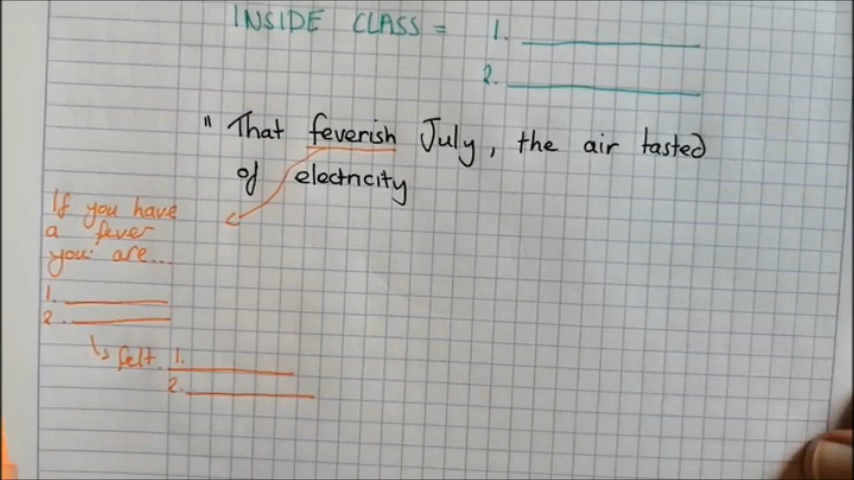 INSIDE CLASS = 1.
2.
" That feverish July, the air tasted
of electricity
If you have
a fever
you are...
1.
2.
↳ felt 1.
2.